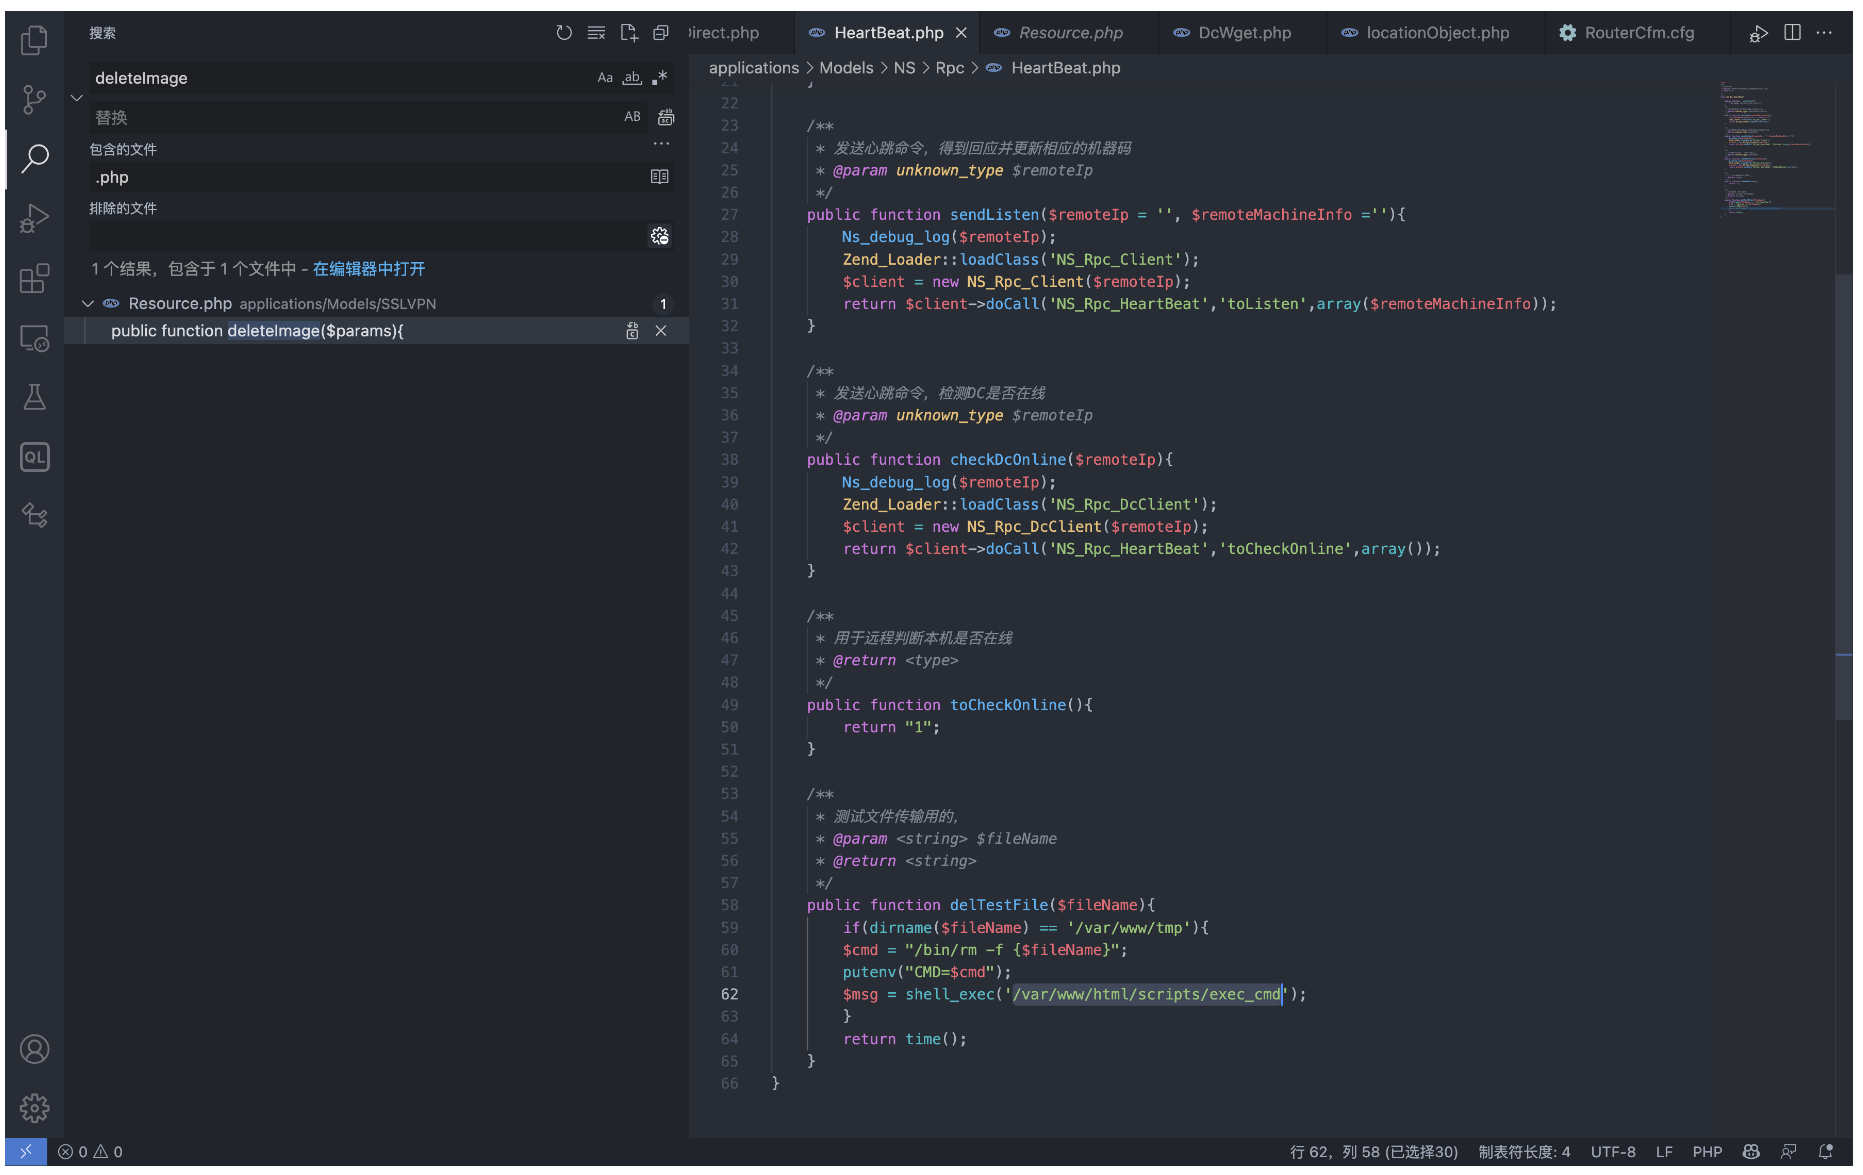 搜索
deleteImage
Aa ab
替换
AB
包含的文件
.php
排除的文件
1 个结果，包含于 1 个文件中 - 在编辑器中打开
Resource.php applications/Models/SSLVPN 1
public function deleteImage($params){
QL
0 0
Direct.php HeartBeat.php Resource.php DcWget.php locationObject.php RouterCfm.cfg
applications > Models > NS > Rpc > HeartBeat.php
21 }
22
23 /**
24 * 发送心跳命令，得到回应并更新相应的机器码
25 * @param unknown_type $remoteIp
26 */
27 public function sendListen($remoteIp = '', $remoteMachineInfo =''){
28 Ns_debug_log($remoteIp);
29 Zend_Loader::loadClass('NS_Rpc_Client');
30 $client = new NS_Rpc_Client($remoteIp);
31 return $client->doCall('NS_Rpc_HeartBeat','toListen',array($remoteMachineInfo));
32 }
33
34 /**
35 * 发送心跳命令，检测DC是否在线
36 * @param unknown_type $remoteIp
37 */
38 public function checkDcOnline($remoteIp){
39 Ns_debug_log($remoteIp);
40 Zend_Loader::loadClass('NS_Rpc_DcClient');
41 $client = new NS_Rpc_DcClient($remoteIp);
42 return $client->doCall('NS_Rpc_HeartBeat','toCheckOnline',array());
43 }
44
45 /**
46 * 用于远程判断本机是否在线
47 * @return <type>
48 */
49 public function toCheckOnline(){
50 return "1";
51 }
52
53 /**
54 * 测试文件传输用的，
55 * @param <string> $fileName
56 * @return <string>
57 */
58 public function delTestFile($fileName){
59 if(dirname($fileName) == '/var/www/tmp'){
60 $cmd = "/bin/rm -f {$fileName}";
61 putenv("CMD=$cmd");
62 $msg = shell_exec('/var/www/html/scripts/exec_cmd');
63 }
64 return time();
65 }
66 }
行 62，列 58 (已选择30) 制表符长度: 4 UTF-8 LF PHP